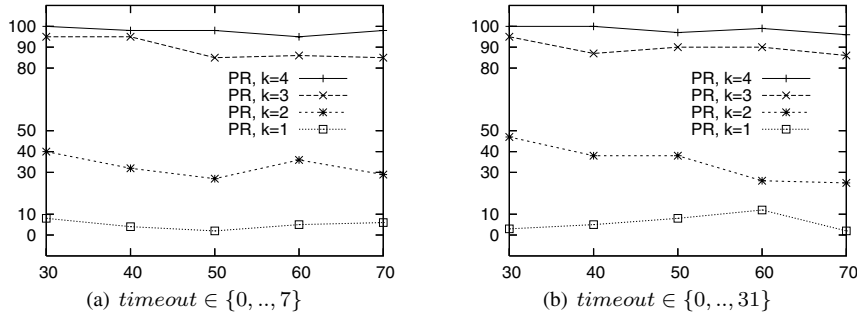 100
90
80
50
40
30
10
0
PR, k=4
PR, k=3
PR, k=2
PR, k=1
30 40 50 60 70
(a) timeout ∈ {0, .., 7}
100
90
80
50
40
30
10
0
PR, k=4
PR, k=3
PR, k=2
PR, k=1
30 40 50 60 70
(b) timeout ∈ {0, .., 31}